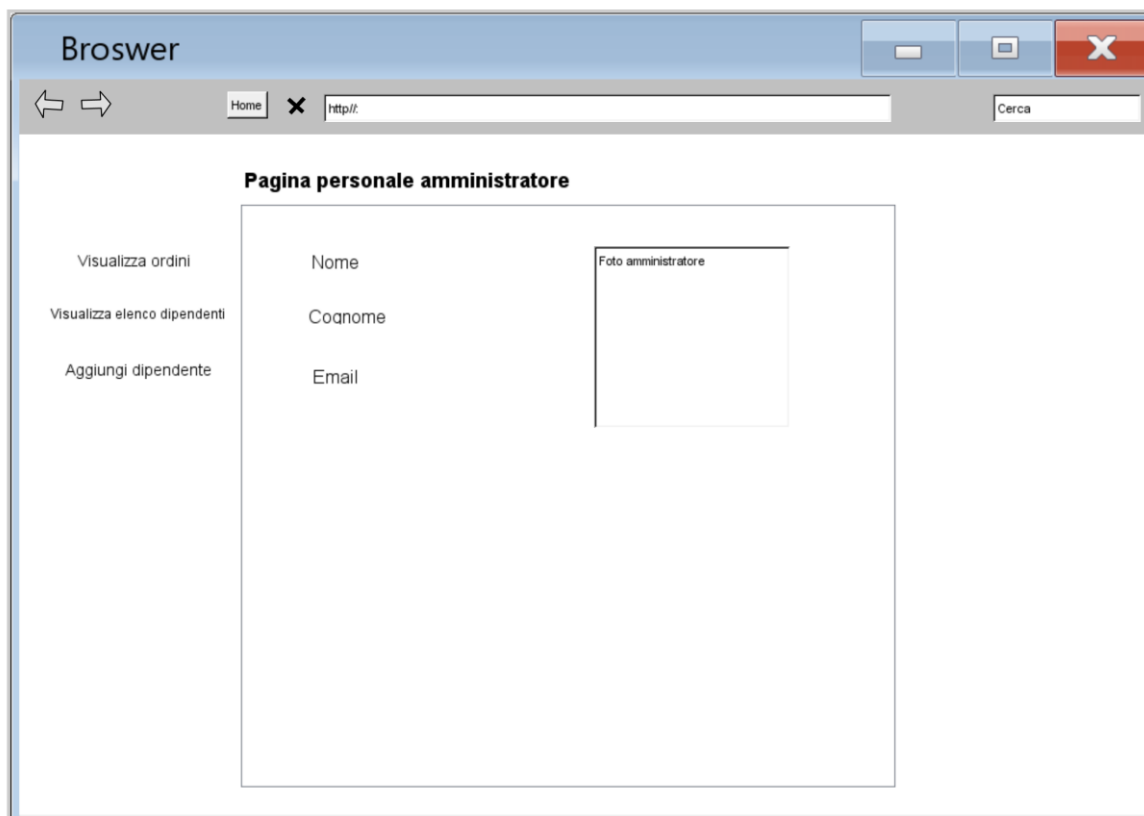 Broswer
Home
http//:
Cerca
Pagina personale amministratore
Visualizza ordini
Nome
Foto amministratore
Visualizza elenco dipendenti
Cognome
Aggiungi dipendente
Email